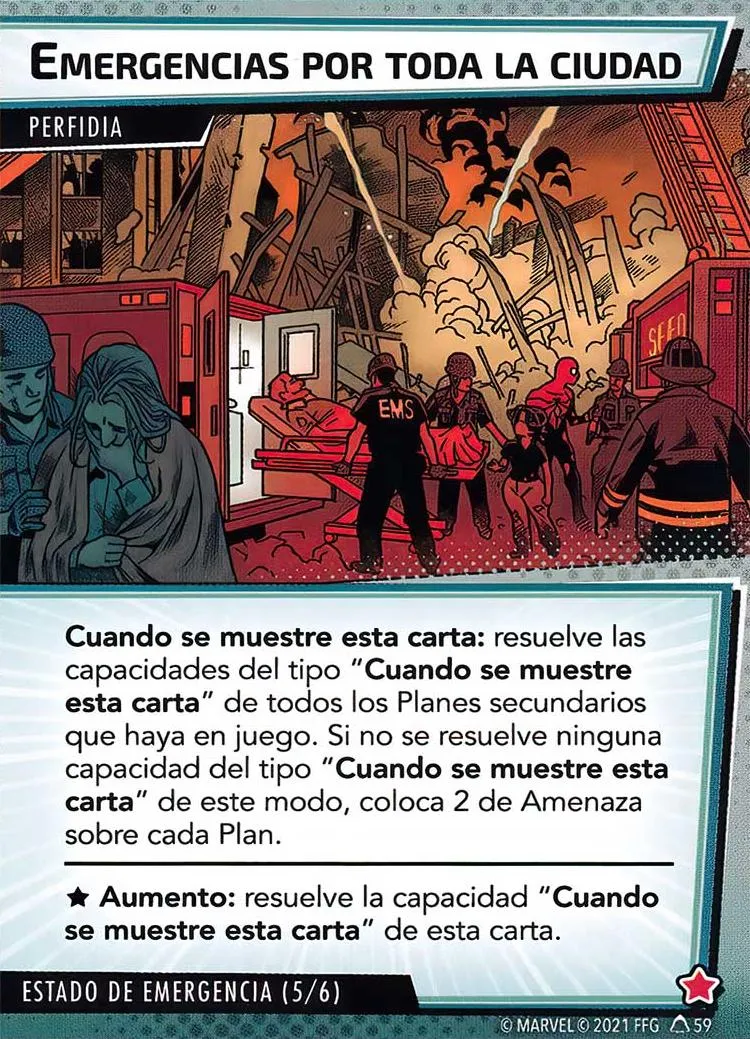 EMERGENCIAS POR TODA LA CIUDAD
PERFIDIA
EMS
Cuando se muestre esta carta: resuelve las
capacidades del tipo "Cuando se muestre
esta carta" de todos los Planes secundarios
que haya en juego. Si no se resuelve ninguna
capacidad del tipo "Cuando se muestre esta
carta" de este modo, coloca 2 de Amenaza
sobre cada Plan.
★ Aumento: resuelve la capacidad "Cuando
se muestre esta carta" de esta carta.
ESTADO DE EMERGENCIA (5/6)
© MARVEL © 2021 FFG 59